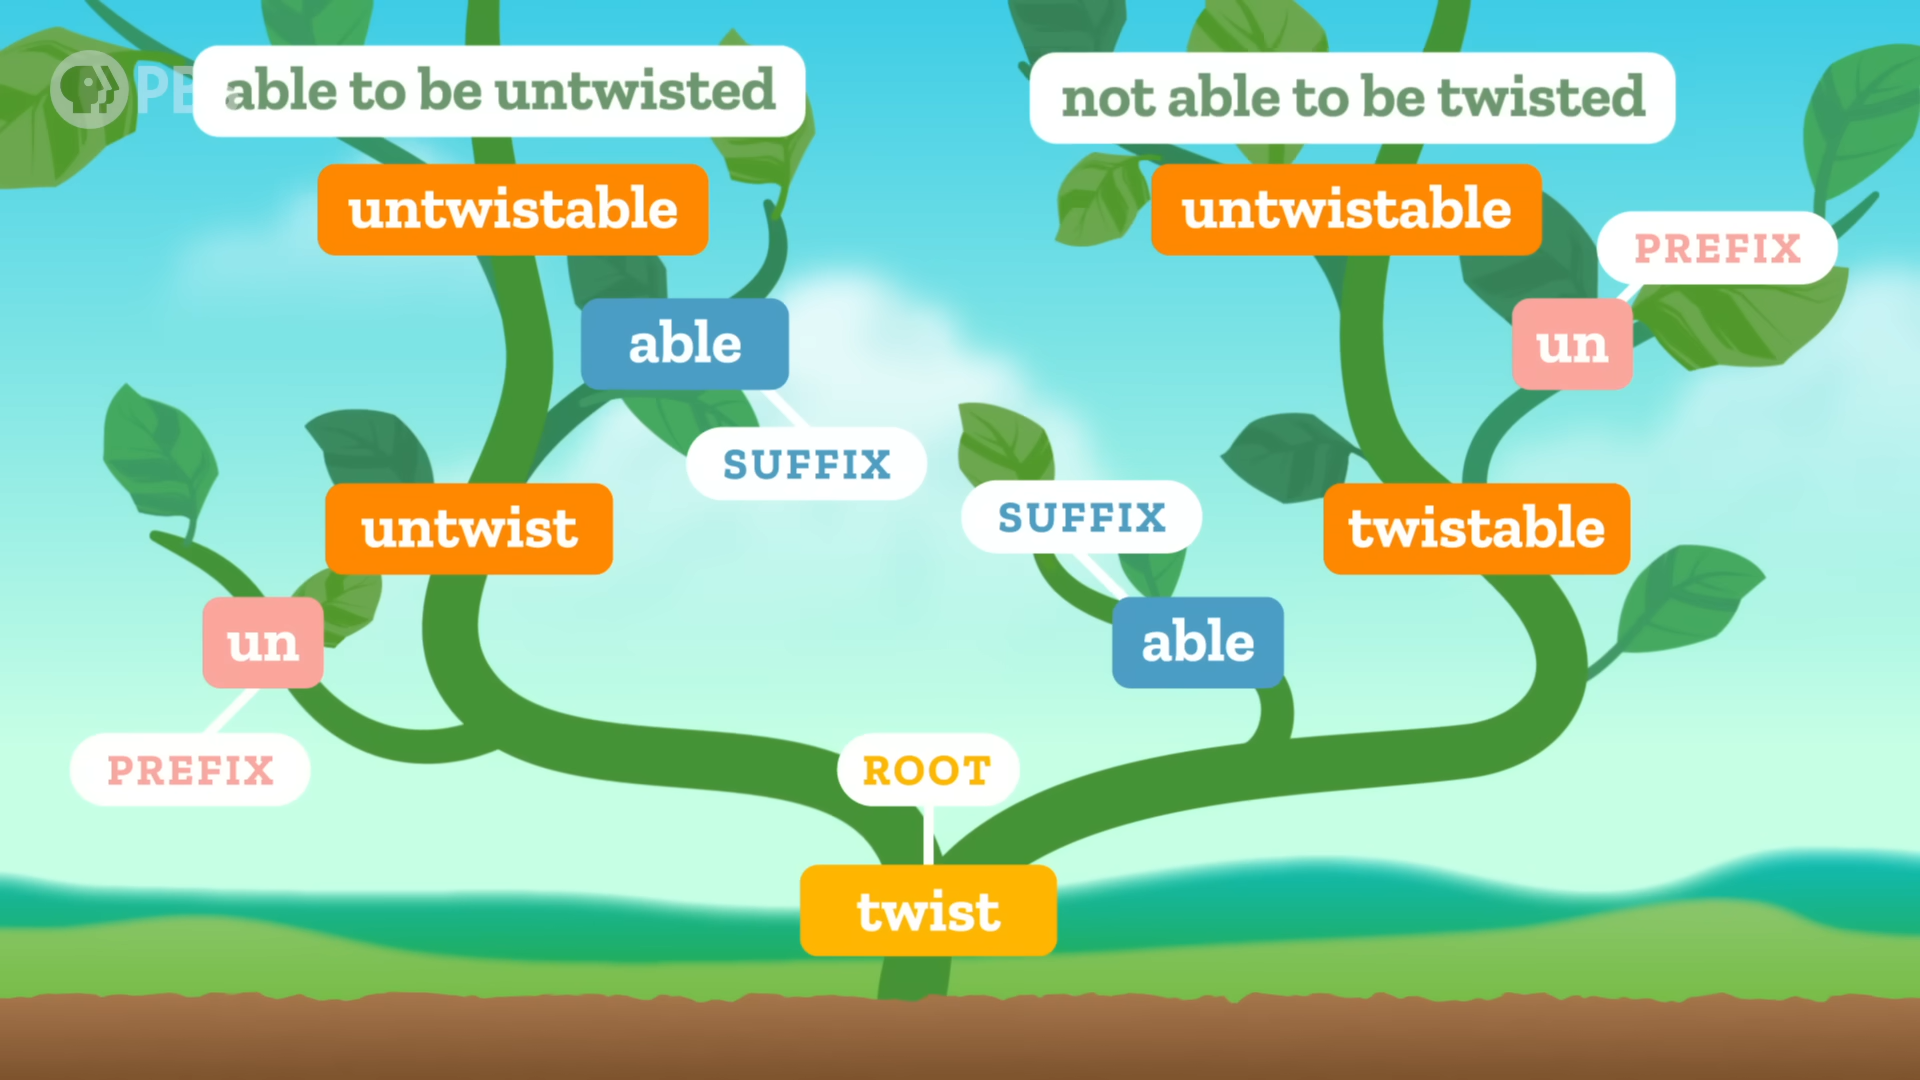 able to be untwisted
not able to be twisted
untwistable
untwistable
PREFIX
able
un
SUFFIX
SUFFIX
untwist
twistable
un
able
PREFIX
ROOT
twist